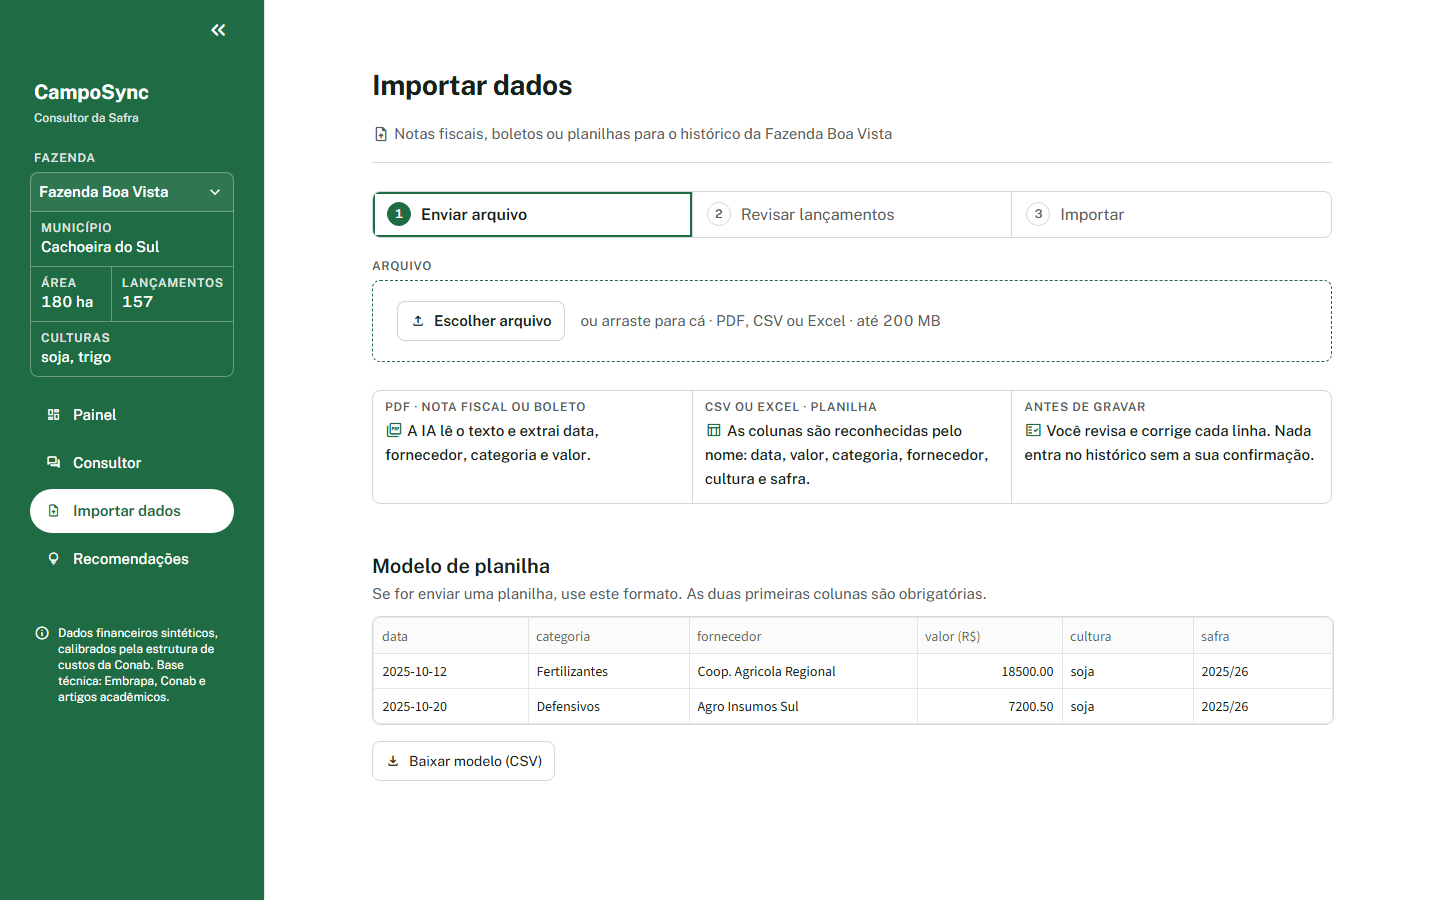 CampoSync
Consultor da Safra
FAZENDA
Fazenda Boa Vista
MUNICÍPIO
Cachoeira do Sul
ÁREA
180 ha
LANÇAMENTOS
157
CULTURAS
soja, trigo
Painel
Consultor
Importar dados
Recomendações
Dados financeiros sintéticos,
calibrados pela estrutura de
custos da Conab. Base
técnica: Embrapa, Conab e
artigos acadêmicos.
Importar dados
Notas fiscais, boletos ou planilhas para o histórico da Fazenda Boa Vista
1 Enviar arquivo
2 Revisar lançamentos
3 Importar
ARQUIVO
Escolher arquivo ou arraste para cá · PDF, CSV ou Excel · até 200 MB
PDF · NOTA FISCAL OU BOLETO
A IA lê o texto e extrai data,
fornecedor, categoria e valor.
CSV OU EXCEL · PLANILHA
As colunas são reconhecidas pelo
nome: data, valor, categoria, fornecedor,
cultura e safra.
ANTES DE GRAVAR
Você revisa e corrige cada linha. Nada
entra no histórico sem a sua confirmação.
Modelo de planilha
Se for enviar uma planilha, use este formato. As duas primeiras colunas são obrigatórias.
data categoria fornecedor valor (R$) cultura safra
2025-10-12 Fertilizantes Coop. Agricola Regional 18500.00 soja 2025/26
2025-10-20 Defensivos Agro Insumos Sul 7200.50 soja 2025/26
Baixar modelo (CSV)